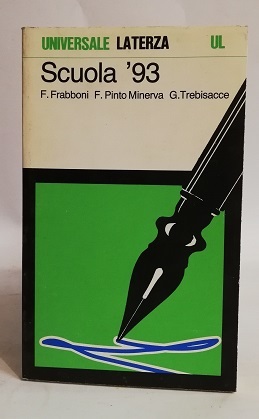 UNIVERSALE LATERZA UL
Scuola ’93
F. Frabboni F. Pinto Minerva G. Trebisacce